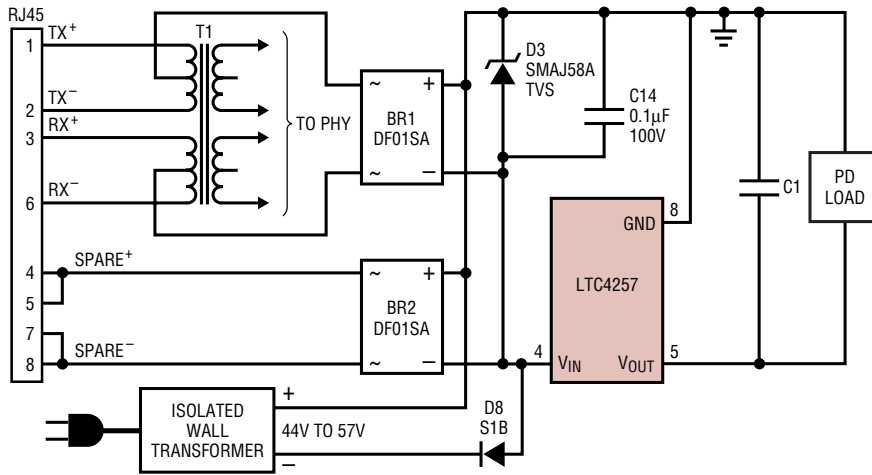 RJ45
TX+
1
T1
TX−
2
RX+
3
RX−
6
TO PHY
~ +
BR1
DF01SA
~ −
D3
SMAJ58A
TVS
C14
0.1µF
100V
C1
PD
LOAD
GND
8
LTC4257
4
VIN
VOUT
5
SPARE+
4
5
7
SPARE−
8
~ +
BR2
DF01SA
~ −
ISOLATED
WALL
TRANSFORMER
+
44V TO 57V
−
D8
S1B